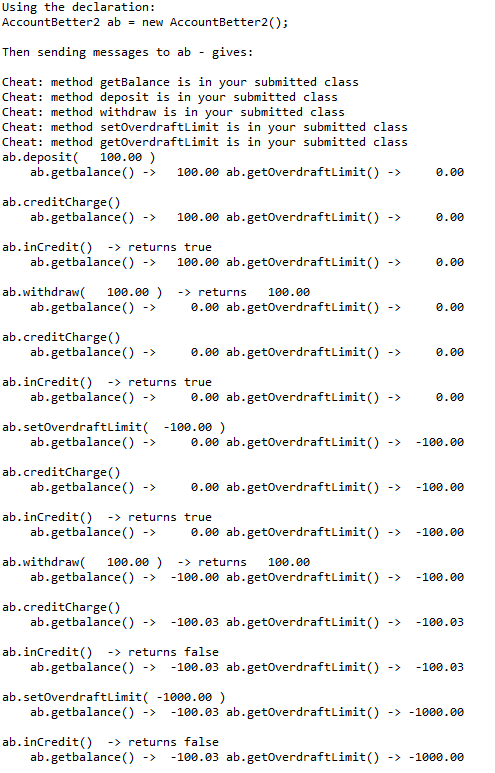 Using the declaration:
AccountBetter2 ab = new AccountBetter2();

Then sending messages to ab - gives:

Cheat: method getBalance is in your submitted class
Cheat: method deposit is in your submitted class
Cheat: method withdraw is in your submitted class
Cheat: method setOverdraftLimit is in your submitted class
Cheat: method getOverdraftLimit is in your submitted class
ab.deposit(   100.00 )
    ab.getbalance() ->   100.00 ab.getOverdraftLimit() ->     0.00

ab.creditCharge()
    ab.getbalance() ->   100.00 ab.getOverdraftLimit() ->     0.00

ab.inCredit()  -> returns true
    ab.getbalance() ->   100.00 ab.getOverdraftLimit() ->     0.00

ab.withdraw(   100.00 )  -> returns   100.00
    ab.getbalance() ->     0.00 ab.getOverdraftLimit() ->     0.00

ab.creditCharge()
    ab.getbalance() ->     0.00 ab.getOverdraftLimit() ->     0.00

ab.inCredit()  -> returns true
    ab.getbalance() ->     0.00 ab.getOverdraftLimit() ->     0.00

ab.setOverdraftLimit(  -100.00 )
    ab.getbalance() ->     0.00 ab.getOverdraftLimit() ->  -100.00

ab.creditCharge()
    ab.getbalance() ->     0.00 ab.getOverdraftLimit() ->  -100.00

ab.inCredit()  -> returns true
    ab.getbalance() ->     0.00 ab.getOverdraftLimit() ->  -100.00

ab.withdraw(   100.00 )  -> returns   100.00
    ab.getbalance() ->  -100.00 ab.getOverdraftLimit() ->  -100.00

ab.creditCharge()
    ab.getbalance() ->  -100.03 ab.getOverdraftLimit() ->  -100.03

ab.inCredit()  -> returns false
    ab.getbalance() ->  -100.03 ab.getOverdraftLimit() ->  -100.03

ab.setOverdraftLimit( -1000.00 )
    ab.getbalance() ->  -100.03 ab.getOverdraftLimit() -> -1000.00

ab.inCredit()  -> returns false
    ab.getbalance() ->  -100.03 ab.getOverdraftLimit() -> -1000.00